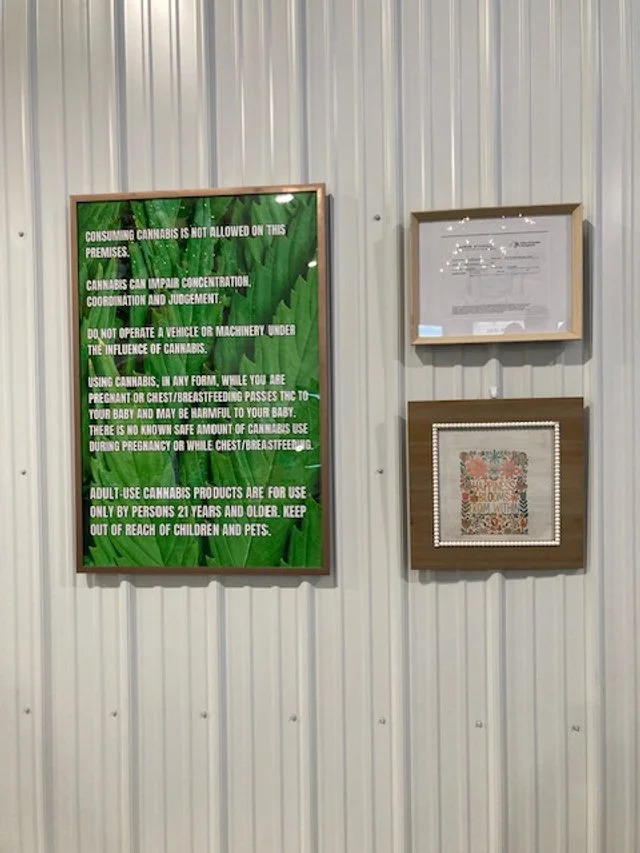 CONSUMING CANNABIS IS NOT ALLOWED ON THIS
PREMISES.
CANNABIS CAN IMPAIR CONCENTRATION,
COORDINATION AND JUDGEMENT.
DO NOT OPERATE A VEHICLE OR MACHINERY UNDER
THE INFLUENCE OF CANNABIS.
USING CANNABIS, IN ANY FORM, WHILE YOU ARE
PREGNANT OR CHEST/BREASTFEEDING PASSES THC TO
YOUR BABY AND MAY BE HARMFUL TO YOUR BABY.
THERE IS NO KNOWN SAFE AMOUNT OF CANNABIS USE
DURING PREGNANCY OR WHILE CHEST/BREASTFEEDING.
ADULT-USE CANNABIS PRODUCTS ARE FOR USE
ONLY BY PERSONS 21 YEARS AND OLDER. KEEP
OUT OF REACH OF CHILDREN AND PETS.
HAPPINESS
BLOOMS
FROM WITHIN